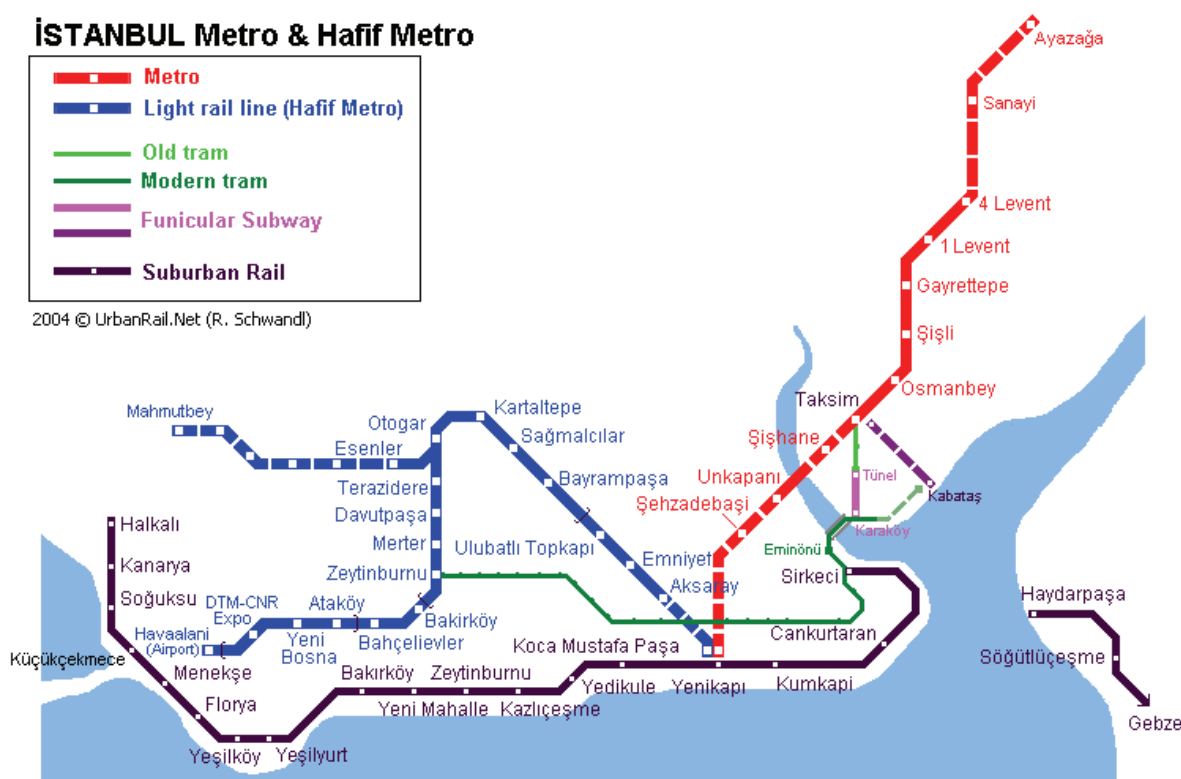 İSTANBUL Metro & Hafif Metro
Metro
Light rail line (Hafif Metro)
Old tram
Modern tram
Funicular Subway
Suburban Rail
2004 © UrbanRail.Net (R. Schwandl)
Ayazağa
Sanayi
4 Levent
1 Levent
Gayrettepe
Şişli
Osmanbey
Taksim
Şişhane
Unkapanı
Şehzadebaşi
Tünel
Kabataş
Karaköy
Eminönü
Sirkeci
Mahmutbey
Otogar
Esenler
Kartaltepe
Sağmalcılar
Bayrampaşa
Terazidere
Davutpaşa
Merter
Zeytinburnu
Ulubatlı Topkapı
Emniyet
Aksaray
Bakirköy
Bahçelievler
Ataköy
Yeni
Bosna
DTM-CNR
Expo
Havaalani
(Airport)
Halkalı
Kanarya
Soğuksu
Küçükçekmece
Menekşe
Florya
Yeşilköy
Yeşilyurt
Bakırköy
Yeni Mahalle
Zeytinburnu
Kazlıçeşme
Yedikule
Koca Mustafa Paşa
Yenikapı
Kumkapi
Cankurtaran
Haydarpaşa
Söğütlüçeşme
Gebze